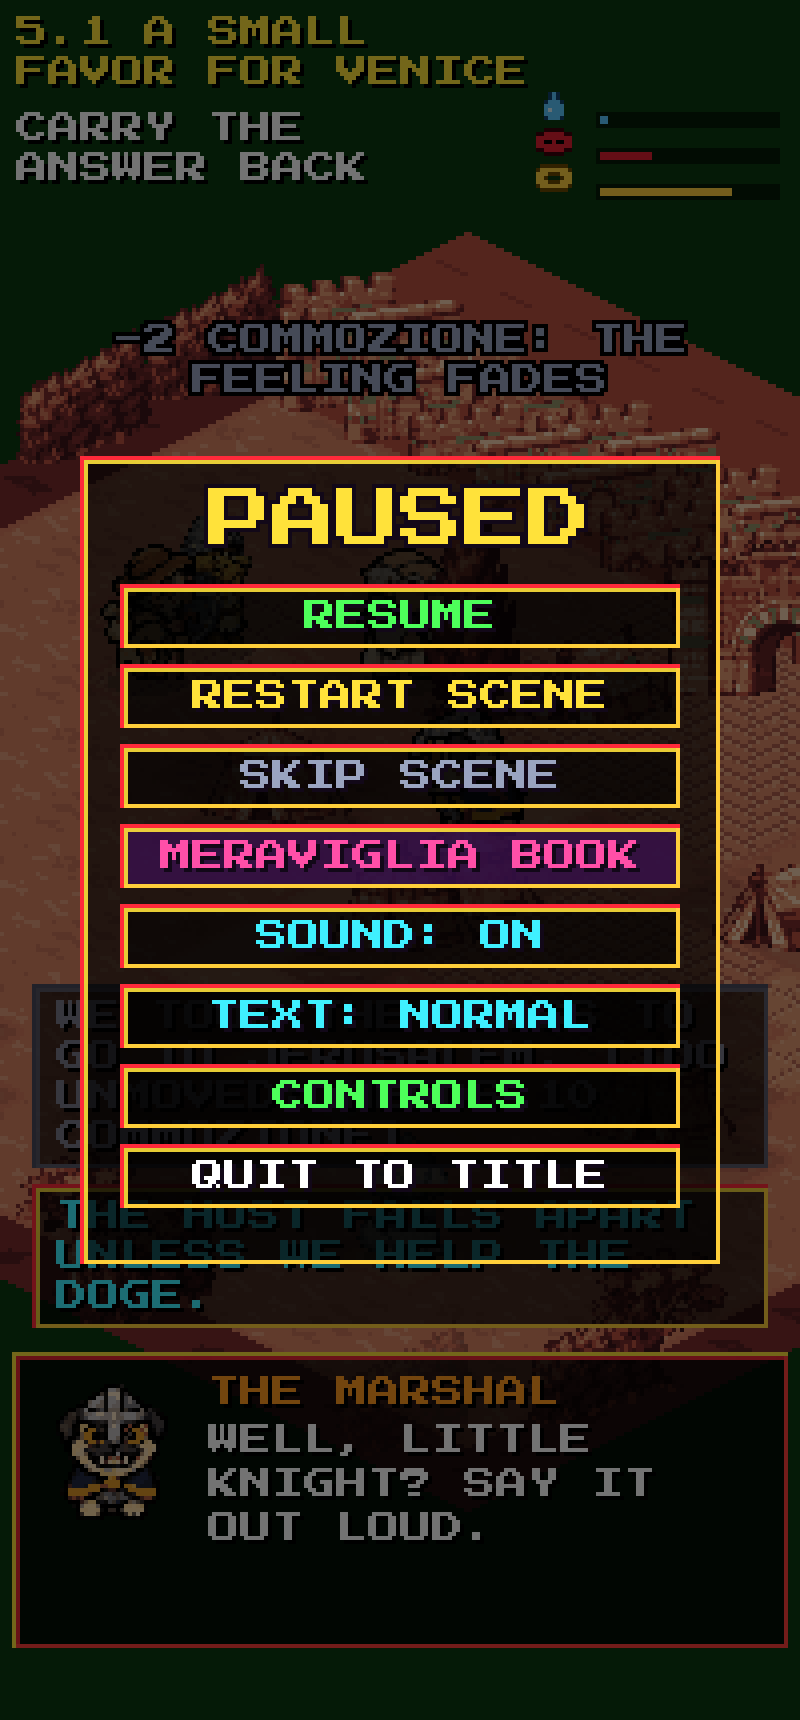 5.1 A SMALL
FAVOR FOR VENICE
CARRY THE
ANSWER BACK
-2 COMMOZIONE: THE
FEELING FADES
PAUSED
RESUME
RESTART SCENE
SKIP SCENE
MERAVIGLIA BOOK
SOUND: ON
TEXT: NORMAL
CONTROLS
QUIT TO TITLE
THE HOST FALLS APART
UNLESS WE HELP THE
DOGE.
THE MARSHAL
WELL, LITTLE
KNIGHT? SAY IT
OUT LOUD.